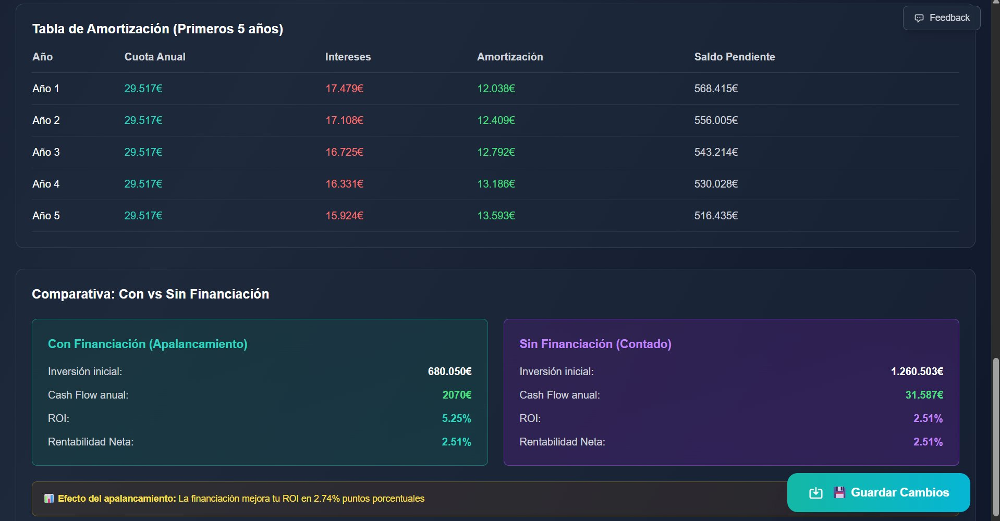 Feedback
Tabla de Amortización (Primeros 5 años)
Año Cuota Anual Intereses Amortización Saldo Pendiente
Año 1 29.517€ 17.479€ 12.038€ 568.415€
Año 2 29.517€ 17.108€ 12.409€ 556.005€
Año 3 29.517€ 16.725€ 12.792€ 543.214€
Año 4 29.517€ 16.331€ 13.186€ 530.028€
Año 5 29.517€ 15.924€ 13.593€ 516.435€
Comparativa: Con vs Sin Financiación
Con Financiación (Apalancamiento)
Inversión inicial: 680.050€
Cash Flow anual: 2070€
ROI: 5.25%
Rentabilidad Neta: 2.51%
Sin Financiación (Contado)
Inversión inicial: 1.260.503€
Cash Flow anual: 31.587€
ROI: 2.51%
Rentabilidad Neta: 2.51%
Efecto del apalancamiento: La financiación mejora tu ROI en 2.74% puntos porcentuales
Guardar Cambios